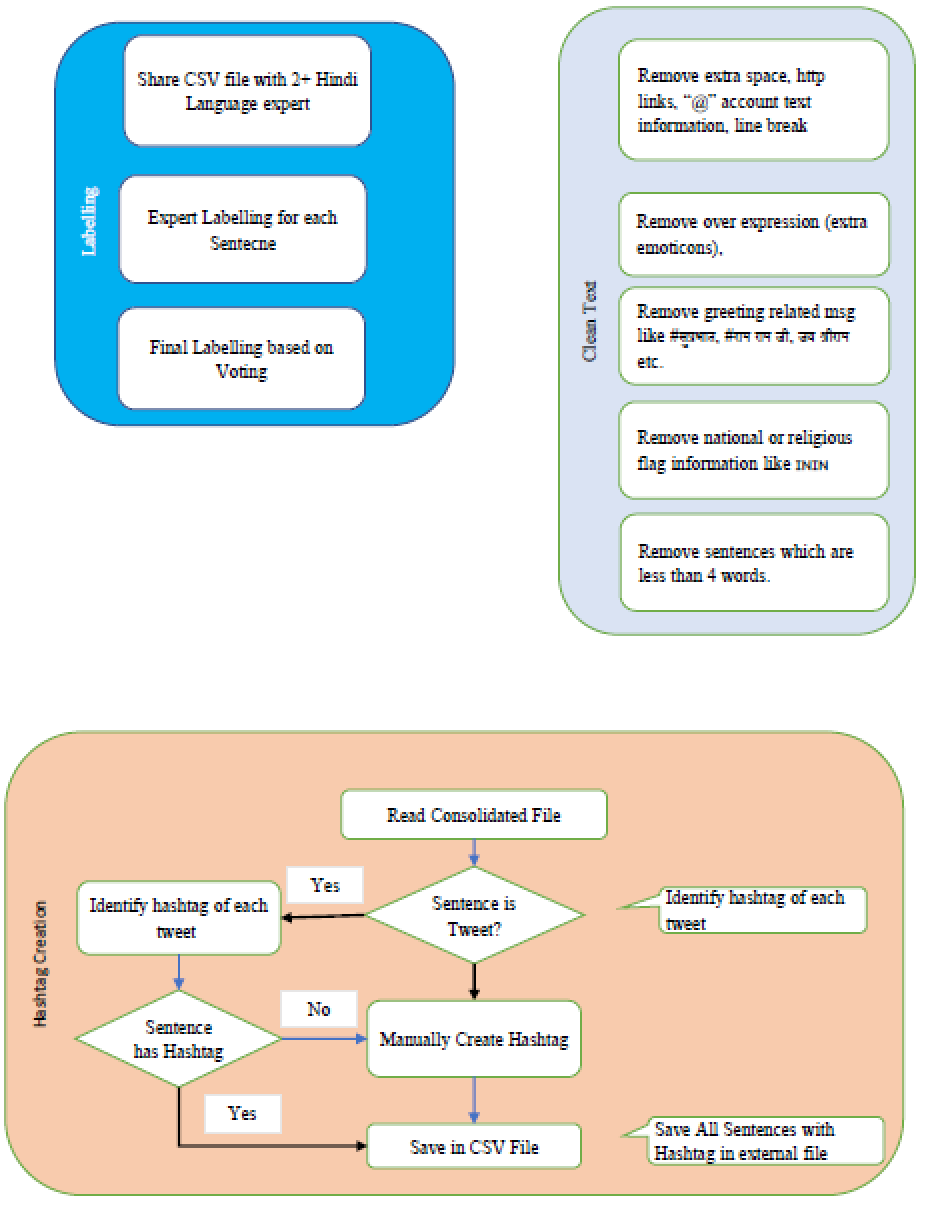 Labelling
Share CSV file with 2+ Hindi
Language expert
Expert Labelling for each
Sentecne
Final Labelling based on
Voting
Clean Text
Remove extra space, http
links, “@” account text
information, line break
Remove over expression (extra
emoticons),
Remove greeting related msg
like #सुप्रभात, #राम राम जी, जय श्रीराम
etc.
Remove national or religious
flag information like ININ
Remove sentences which are
less than 4 words.
Hashtag Creation
Read Consolidated File
Yes
Sentence is
Tweet?
Identify hashtag of each
tweet
Identify hashtag of each
tweet
No
Sentence
has Hashtag
Manually Create Hashtag
Yes
Save in CSV File
Save All Sentences with
Hashtag in external file